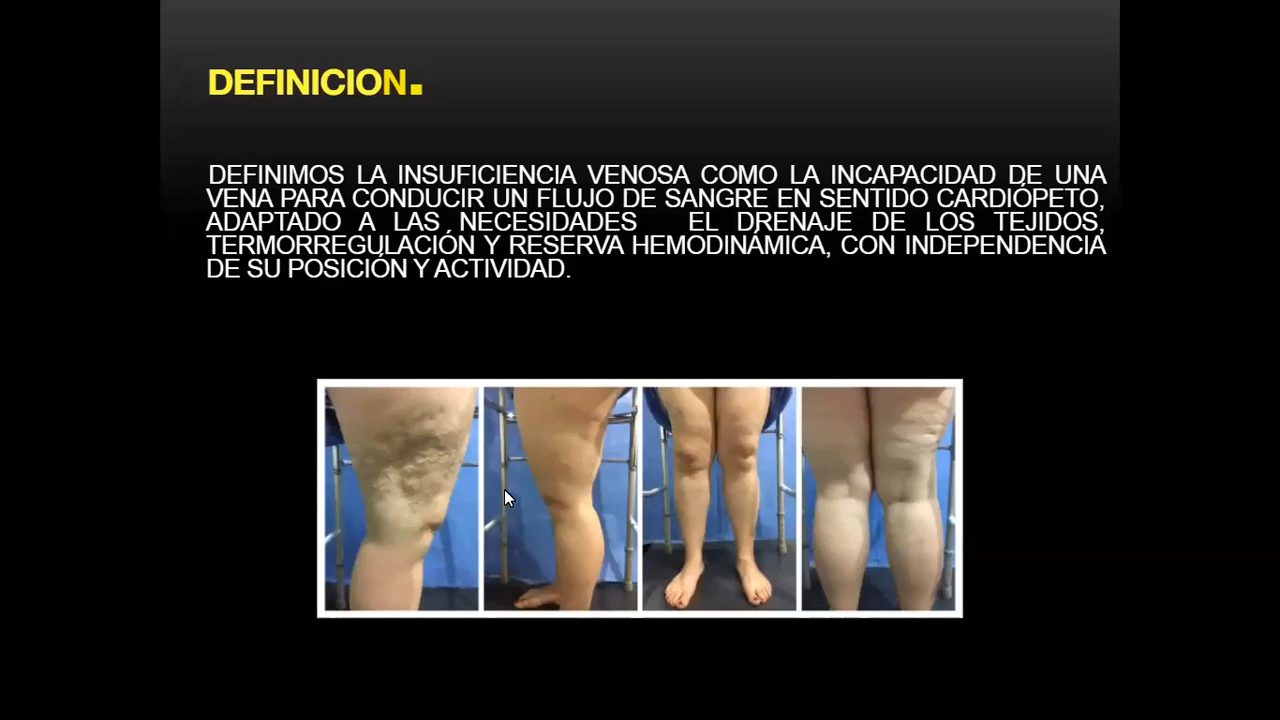 DEFINICION.
DEFINIMOS LA INSUFICIENCIA VENOSA COMO LA INCAPACIDAD DE UNA
VENA PARA CONDUCIR UN FLUJO DE SANGRE EN SENTIDO CARDIÓPETO,
ADAPTADO A LAS NECESIDADES EL DRENAJE DE LOS TEJIDOS,
TERMORREGULACIÓN Y RESERVA HEMODINÁMICA, CON INDEPENDENCIA
DE SU POSICIÓN Y ACTIVIDAD.